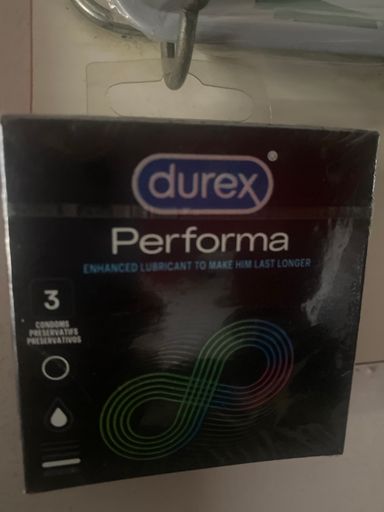 durex®
Performa
ENHANCED LUBRICANT TO MAKE HIM LAST LONGER
3
CONDOMS
PRESERVATIFS
PRESERVATIVOS